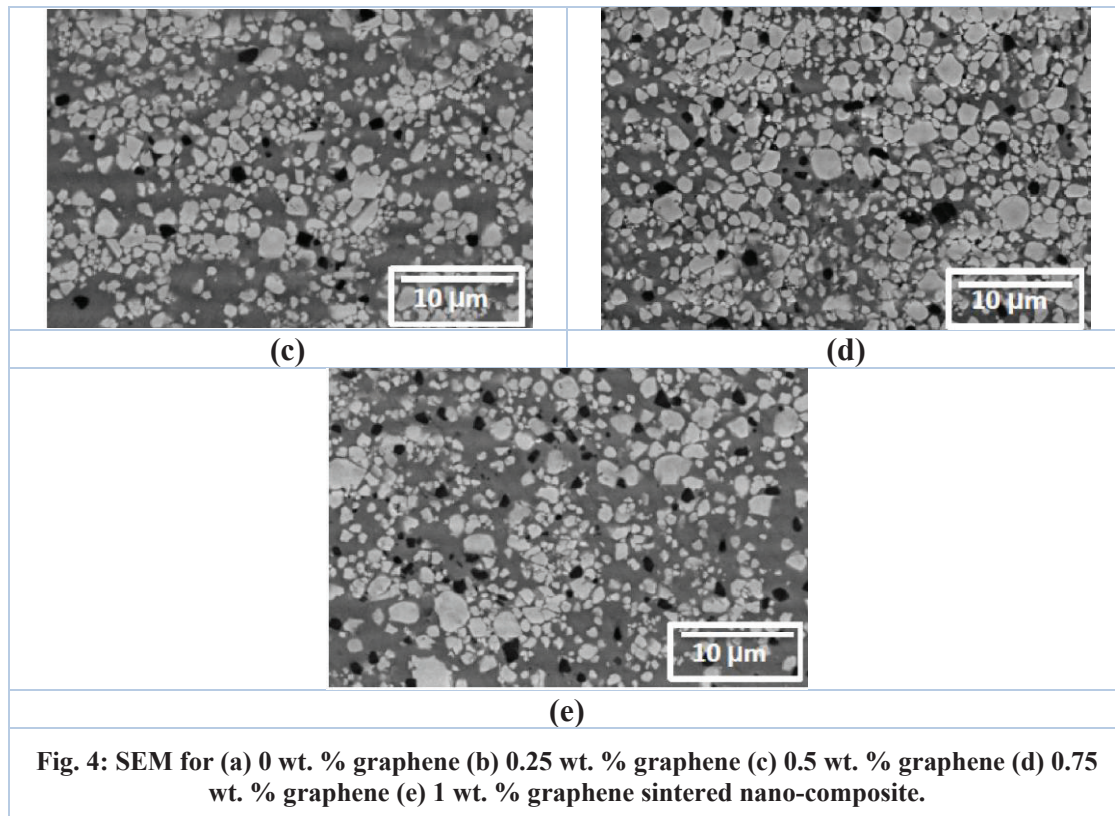 10 µm
10 µm
(c)
(d)
10 µm
(e)
Fig. 4: SEM for (a) 0 wt. % graphene (b) 0.25 wt. % graphene (c) 0.5 wt. % graphene (d) 0.75
wt. % graphene (e) 1 wt. % graphene sintered nano-composite.